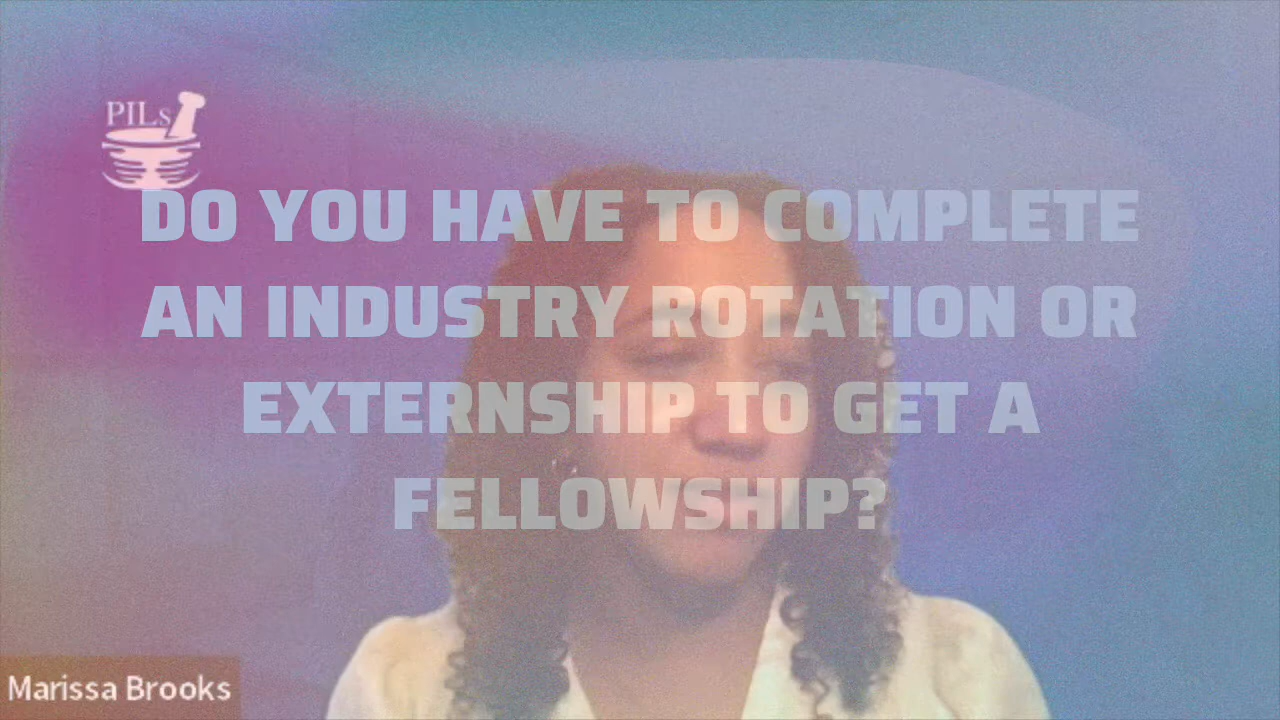 PILs
DO YOU HAVE TO COMPLETE
AN INDUSTRY ROTATION OR
EXTERNSHIP TO GET A
FELLOWSHIP?
Marissa Brooks